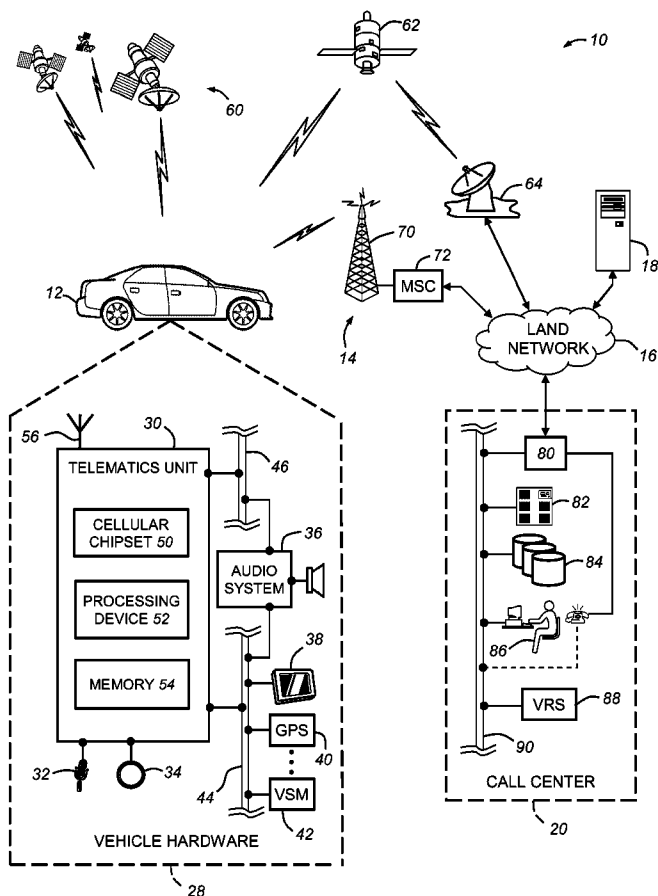 62
10
60
64
70
72
18
12
MSC
LAND
NETWORK
14
16
56
30
46
TELEMATICS UNIT
80
CELLULAR
CHIPSET 50
36
82
AUDIO
SYSTEM
84
PROCESSING
DEVICE 52
38
86
MEMORY 54
GPS
40
VRS
88
32
34
44
VSM
42
90
CALL CENTER
VEHICLE HARDWARE
20
28